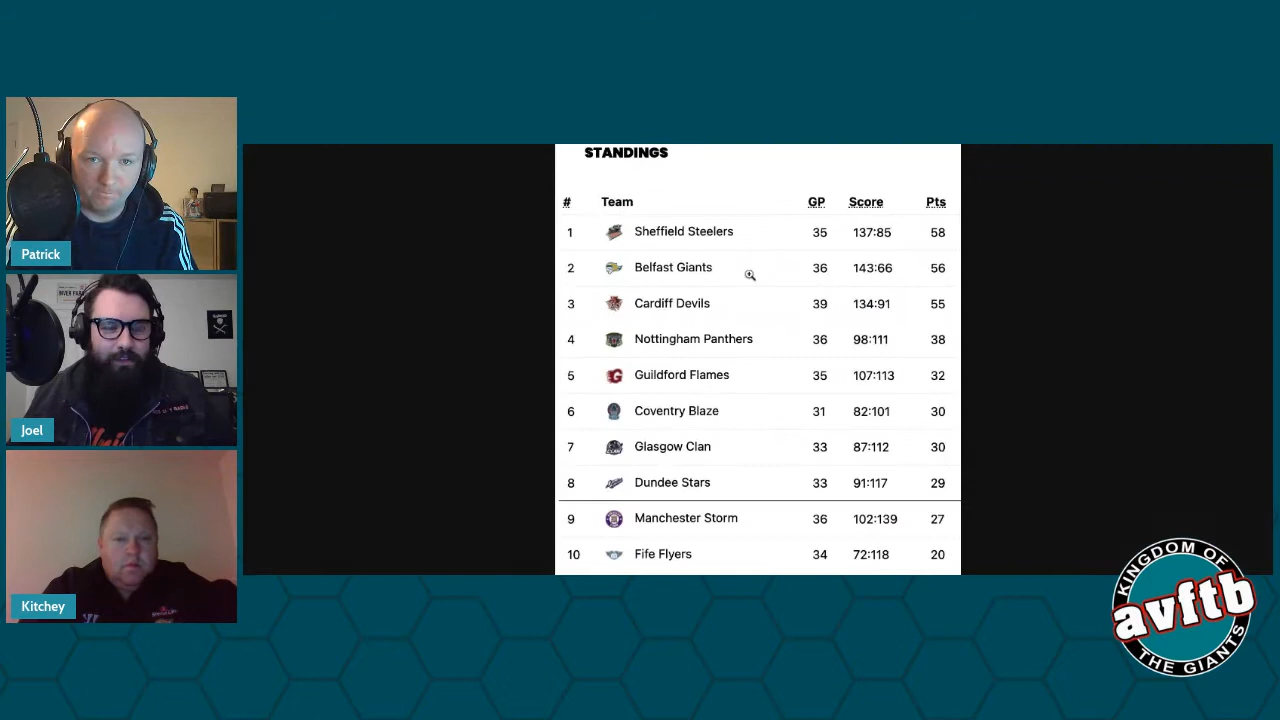 STANDINGS
# Team GP Score Pts
1 Sheffield Steelers 35 137:85 58
2 Belfast Giants 36 143:66 56
3 Cardiff Devils 39 134:91 55
4 Nottingham Panthers 36 98:111 38
5 Guildford Flames 35 107:113 32
6 Coventry Blaze 31 82:101 30
7 Glasgow Clan 33 87:112 30
8 Dundee Stars 33 91:117 29
9 Manchester Storm 36 102:139 27
10 Fife Flyers 34 72:118 20
Patrick
Joel
Kitchey
KINGDOM OF
avftb
THE GIANTS